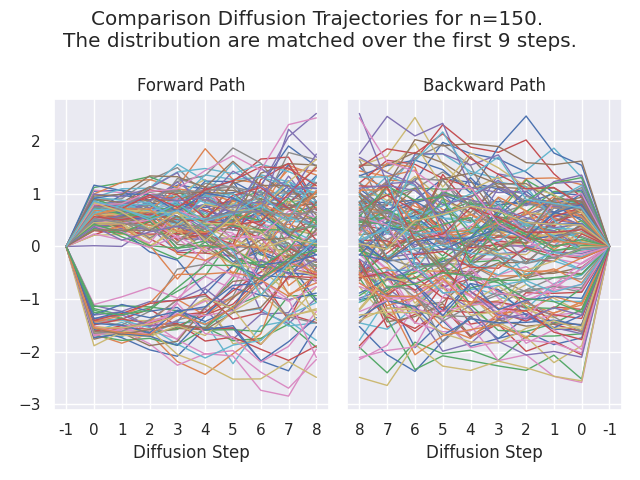 Comparison Diffusion Trajectories for n=150.
The distribution are matched over the first 9 steps.
Forward Path
Backward Path
2
1
0
−1
−2
−3
-1 0 1 2 3 4 5 6 7 8
8 7 6 5 4 3 2 1 0 -1
Diffusion Step
Diffusion Step